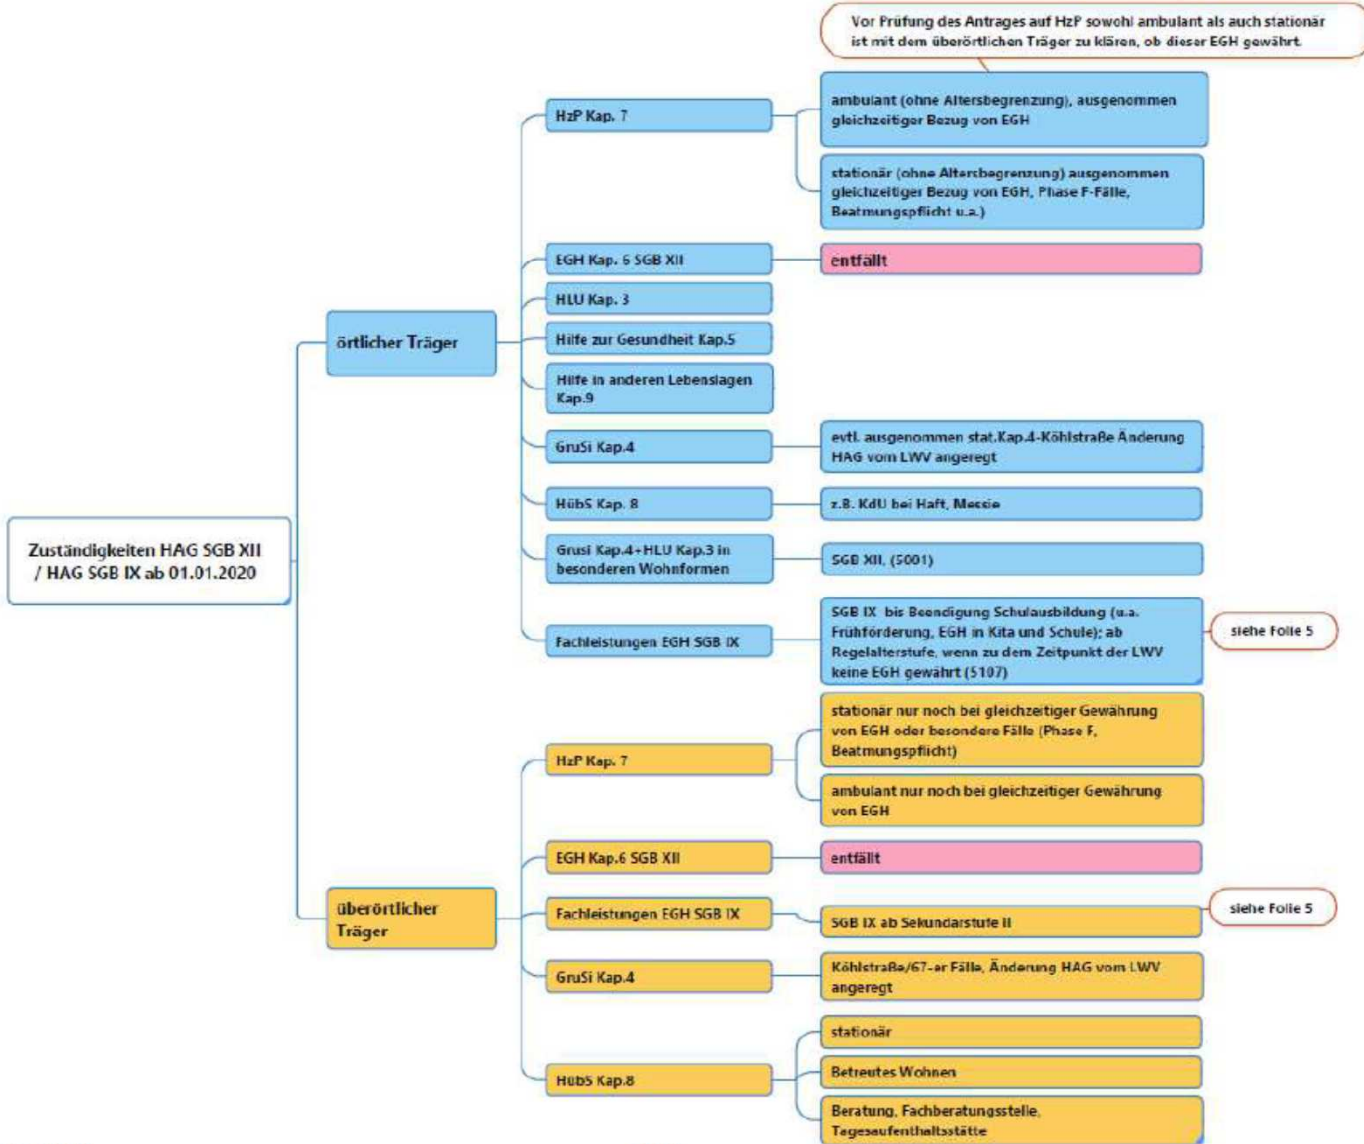 Vor Prüfung des Antrages auf HzP sowohl ambulant als auch stationär
ist mit dem überörtlichen Träger zu klären, ob dieser EGH gewährt.
Zuständigkeiten HAG SGB XII
/ HAG SGB IX ab 01.01.2020
örtlicher Träger
HzP Kap. 7
ambulant (ohne Altersbegrenzung), ausgenommen
gleichzeitiger Bezug von EGH
stationär (ohne Altersbegrenzung) ausgenommen
gleichzeitiger Bezug von EGH, Phase F-Fälle,
Beatmungspflicht u.a.)
EGH Kap. 6 SGB XII
entfällt
HLU Kap. 3
Hilfe zur Gesundheit Kap.5
Hilfe in anderen Lebenslagen
Kap.9
GruSi Kap.4
evtl. ausgenommen stat.Kap.4-Köhlstraße Änderung
HAG vom LWV angeregt
HübS Kap. 8
z.B. KdU bei Haft, Messie
Grusi Kap.4+HLU Kap.3 in
besonderen Wohnformen
SGB XII, (5001)
Fachleistungen EGH SGB IX
SGB IX bis Beendigung Schulausbildung (u.a.
Frühförderung, EGH in Kita und Schule); ab
Regelalterstufe, wenn zu dem Zeitpunkt der LWV
keine EGH gewährt (5107)
siehe Folie 5
überörtlicher
Träger
HzP Kap. 7
stationär nur noch bei gleichzeitiger Gewährung
von EGH oder besondere Fälle (Phase F,
Beatmungspflicht)
ambulant nur noch bei gleichzeitiger Gewährung
von EGH
EGH Kap.6 SGB XII
entfällt
Fachleistungen EGH SGB IX
SGB IX ab Sekundarstufe II
siehe Folie 5
GruSi Kap.4
Köhlstraße/67-er Fälle, Änderung HAG vom LWV
angeregt
HübS Kap.8
stationär
Betreutes Wohnen
Beratung, Fachberatungsstelle,
Tagesaufenthaltsstätte